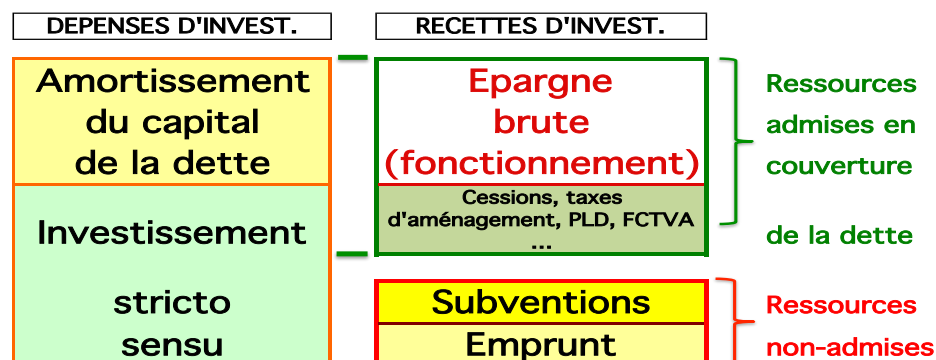 DEPENSES D'INVEST.
RECETTES D'INVEST.
Amortissement
du capital
de la dette
Investissement
stricto
sensu
Epargne
brute
(fonctionnement)
Cessions, taxes
d'aménagement, PLD, FCTVA
...
Subventions
Emprunt
Ressources
admises en
couverture
de la dette
Ressources
non-admises